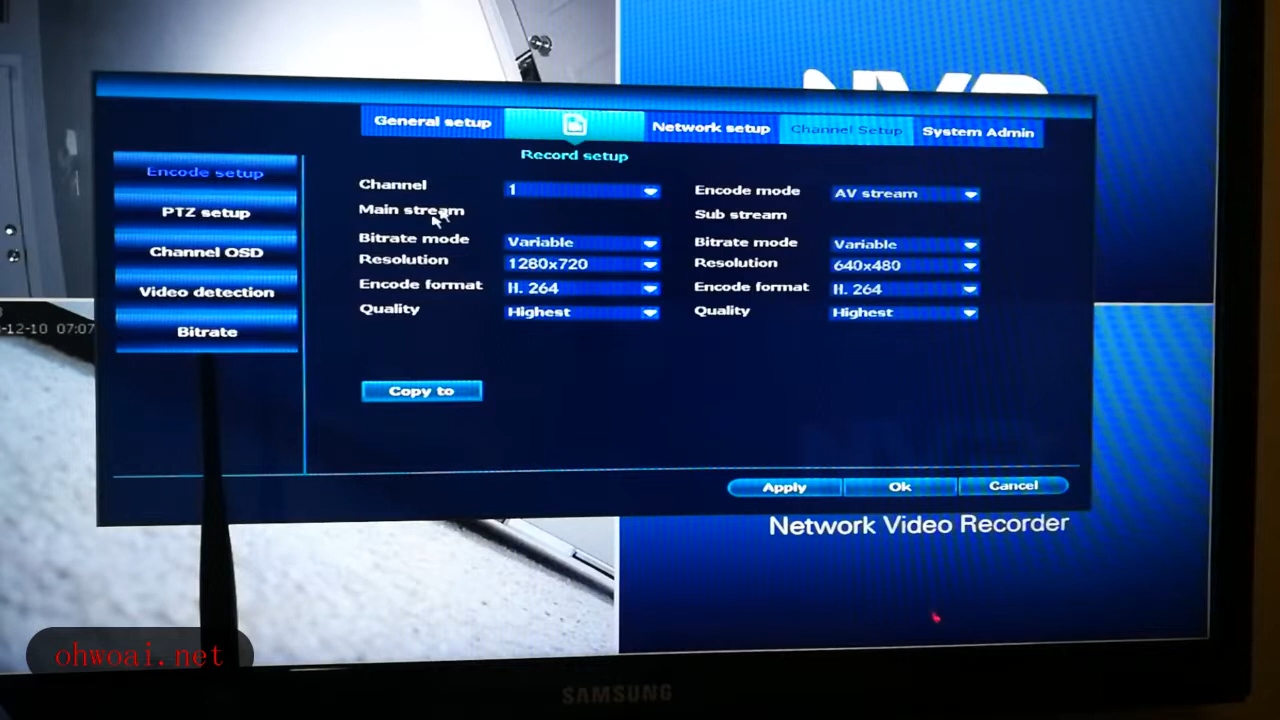 NVR
General setup
Network setup
Channel Setup
System Admin
Record setup
Encode setup
PTZ setup
Channel OSD
Video detection
Bitrate
Channel 1 Encode mode AV stream
Main stream Sub stream
Bitrate mode Variable Bitrate mode Variable
Resolution 1280x720 Resolution 640x480
Encode format H. 264 Encode format H. 264
Quality Highest Quality Highest
Copy to
Apply Ok Cancel
-12-10 07:07
Network Video Recorder
ohwoai.net
SAMSUNG